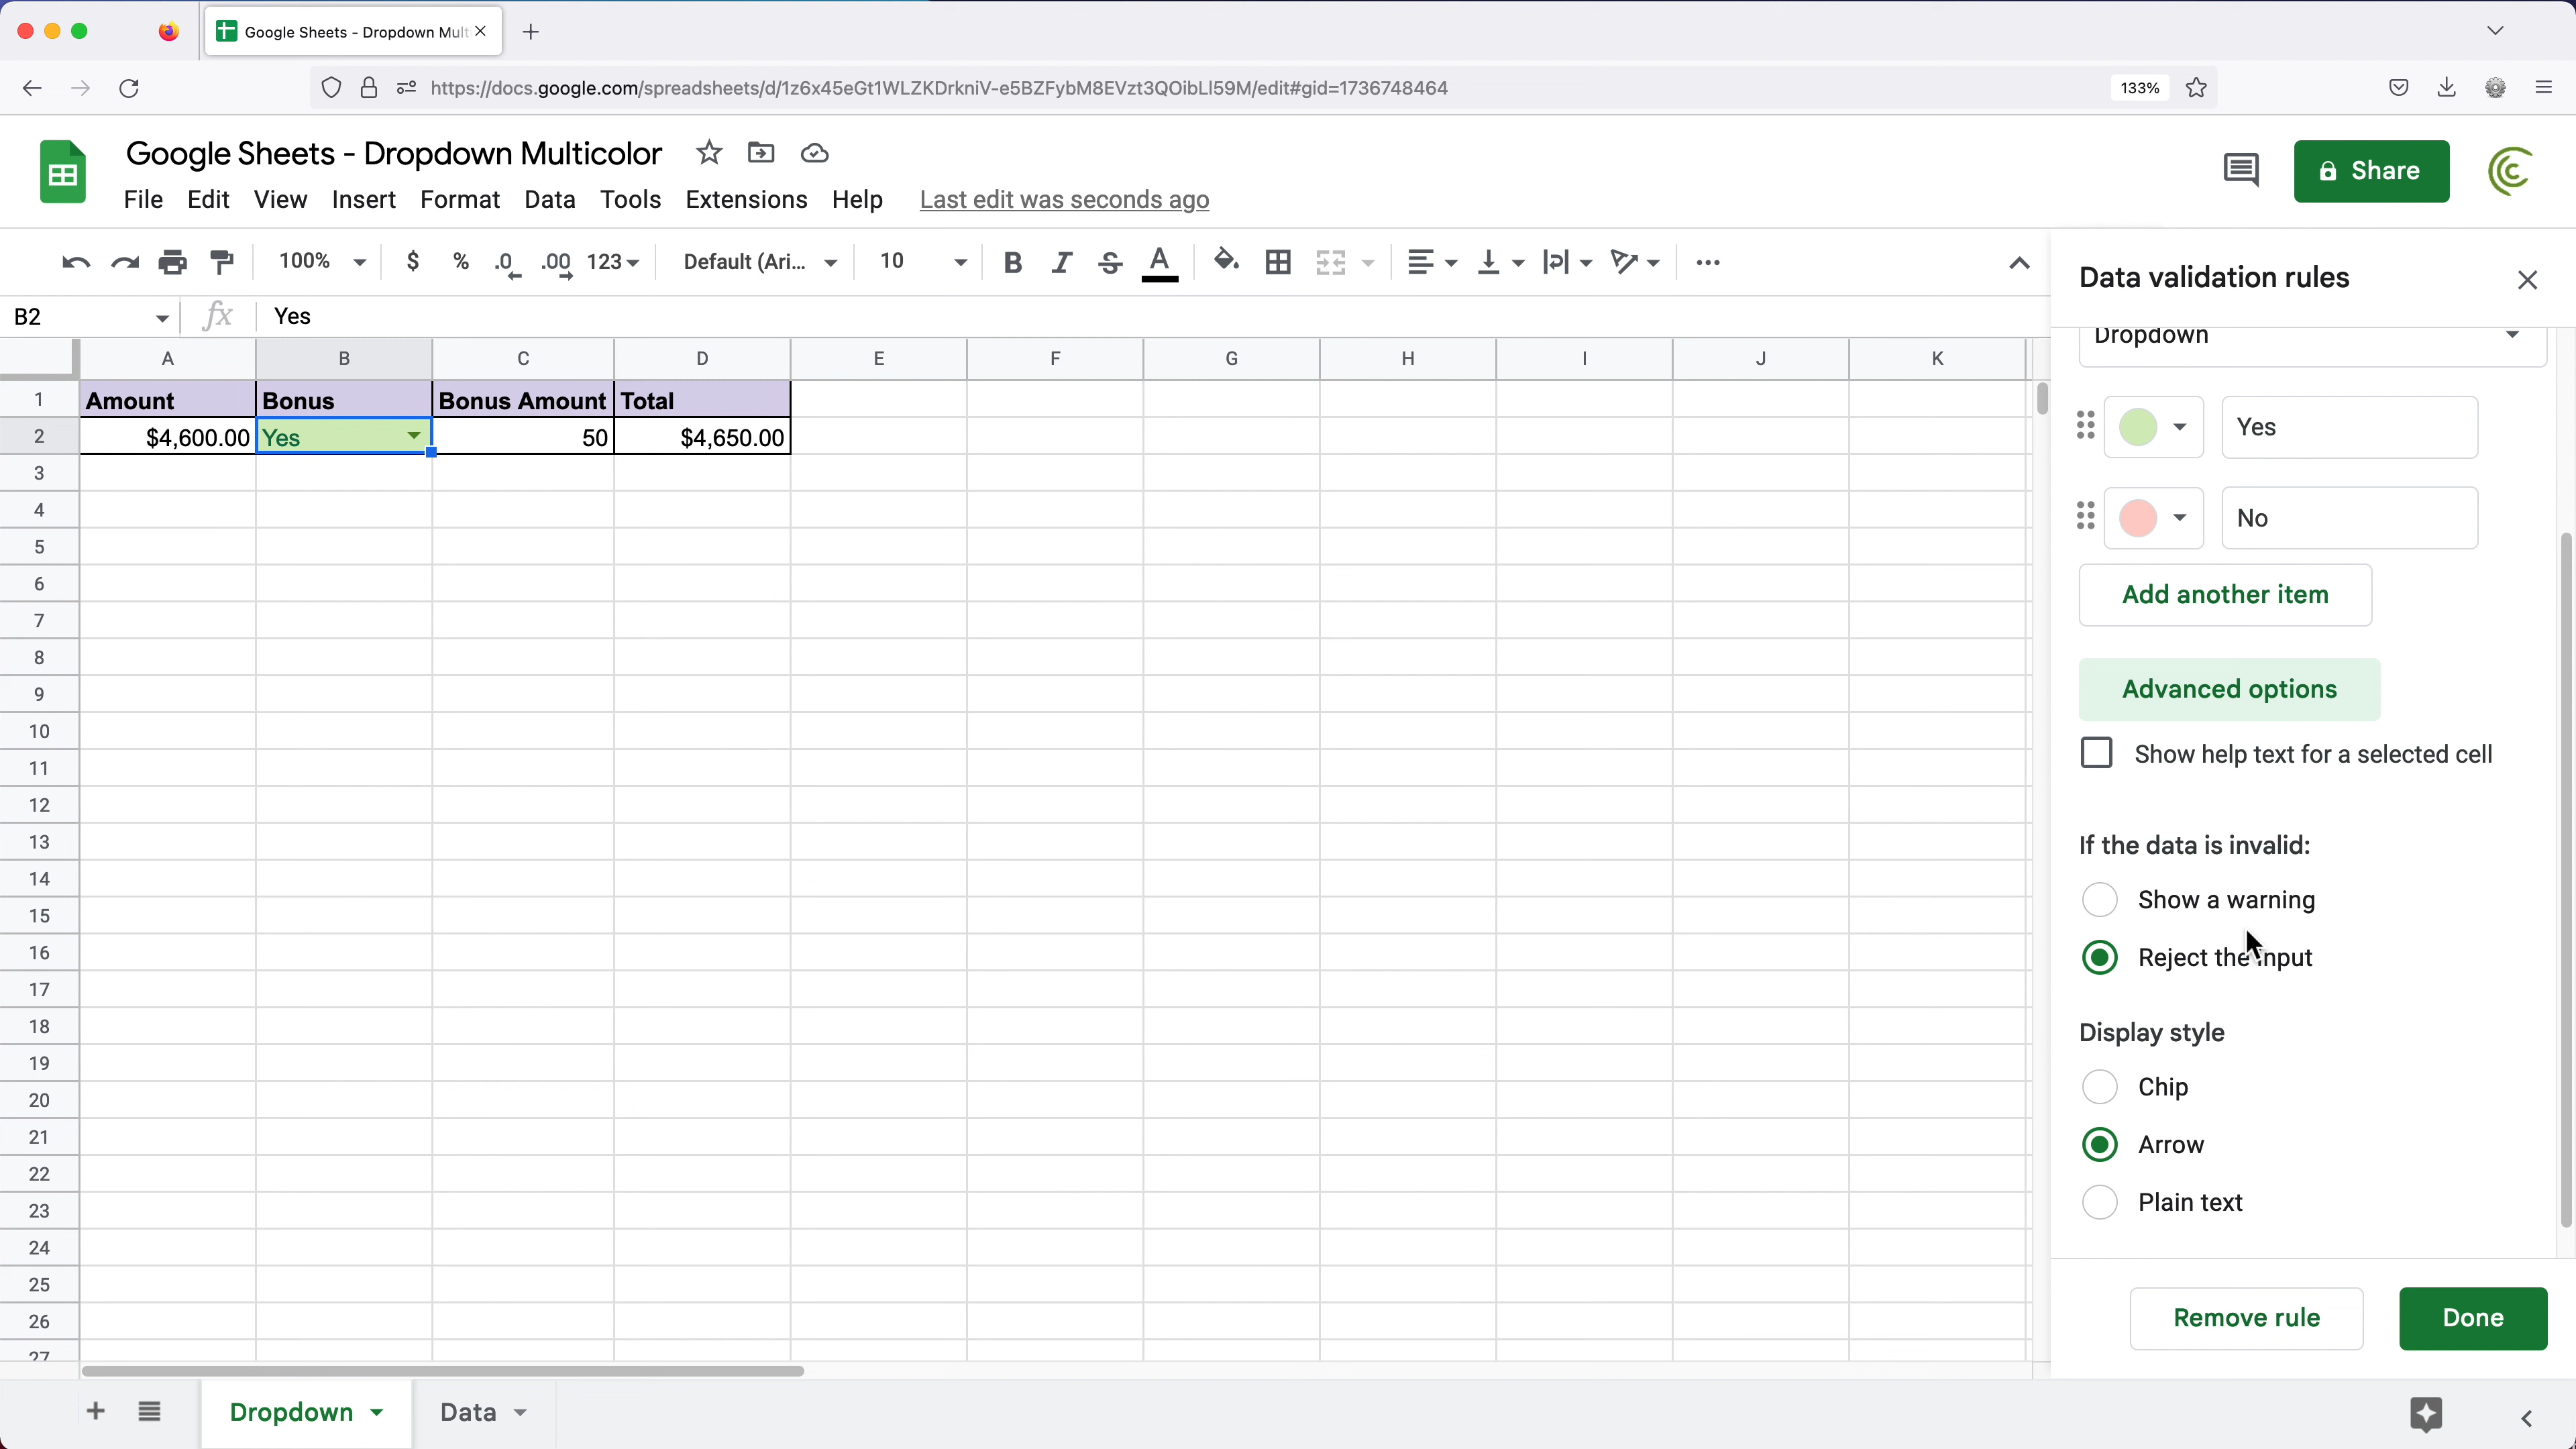 Google Sheets - Dropdown Mult
https://docs.google.com/spreadsheets/d/1z6x45eGt1WLZKDrkniV-e5BZFybM8EVzt3QOibLl59M/edit#gid=1736748464
133%
Google Sheets - Dropdown Multicolor
Share
File Edit View Insert Format Data Tools Extensions Help Last edit was seconds ago
100% $ % .0 .00 123 Default (Ari... 10 B I S A
Data validation rules
B2 fx Yes
Dropdown
A B C D E F G H I J K
1 Amount Bonus Bonus Amount Total
2 $4,600.00 Yes 50 $4,650.00
3
4
5
6
7
8
9
10
11
12
13
14
15
16
17
18
19
20
21
22
23
24
25
26
27
Yes
No
Add another item
Advanced options
Show help text for a selected cell
If the data is invalid:
Show a warning
Reject the input
Display style
Chip
Arrow
Plain text
Remove rule Done
Dropdown Data